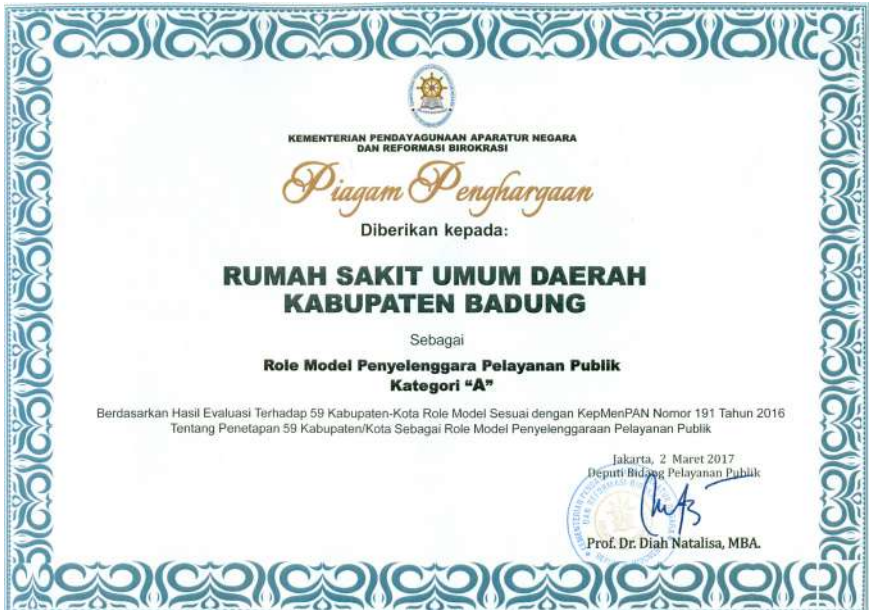 KEMENTERIAN PENDAYAGUNAAN APARATUR NEGARA
DAN REFORMASI BIROKRASI
Piagam Penghargaan
Diberikan kepada:
RUMAH SAKIT UMUM DAERAH
KABUPATEN BADUNG
Sebagai
Role Model Penyelenggara Pelayanan Publik
Kategori “A”
Berdasarkan Hasil Evaluasi Terhadap 59 Kabupaten-Kota Role Model Sesuai dengan KepMenPAN Nomor 191 Tahun 2016
Tentang Penetapan 59 Kabupaten/Kota Sebagai Role Model Penyelenggaraan Pelayanan Publik
Jakarta, 2 Maret 2017
Deputi Bidang Pelayanan Publik
Prof. Dr. Diah Natalisa, MBA.